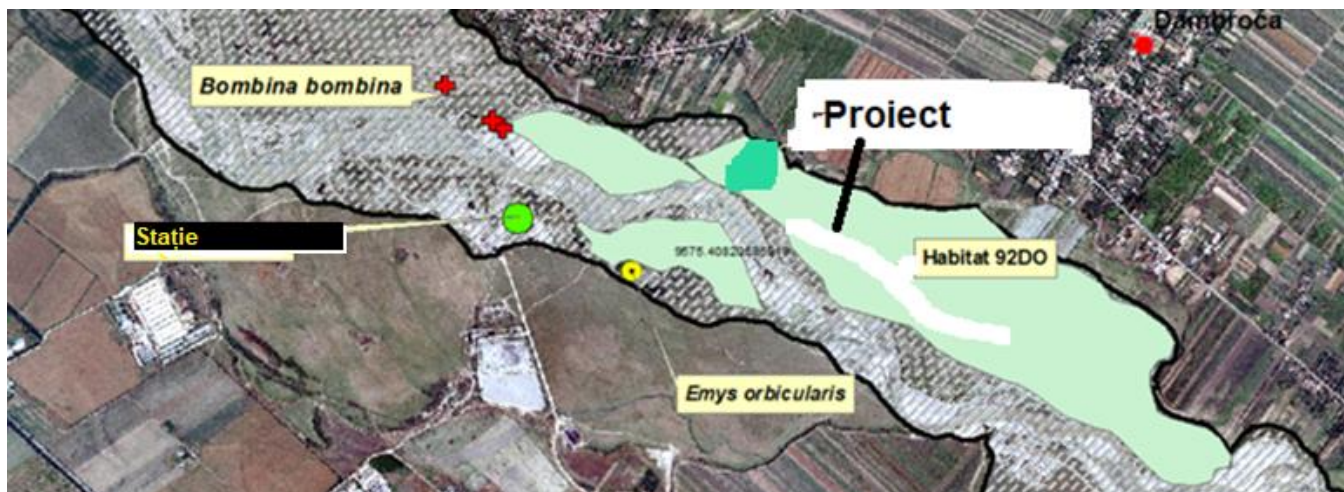 Dambroca
Bombina bombina
Proiect
Stație
Habitat 92DO
Emys orbicularis